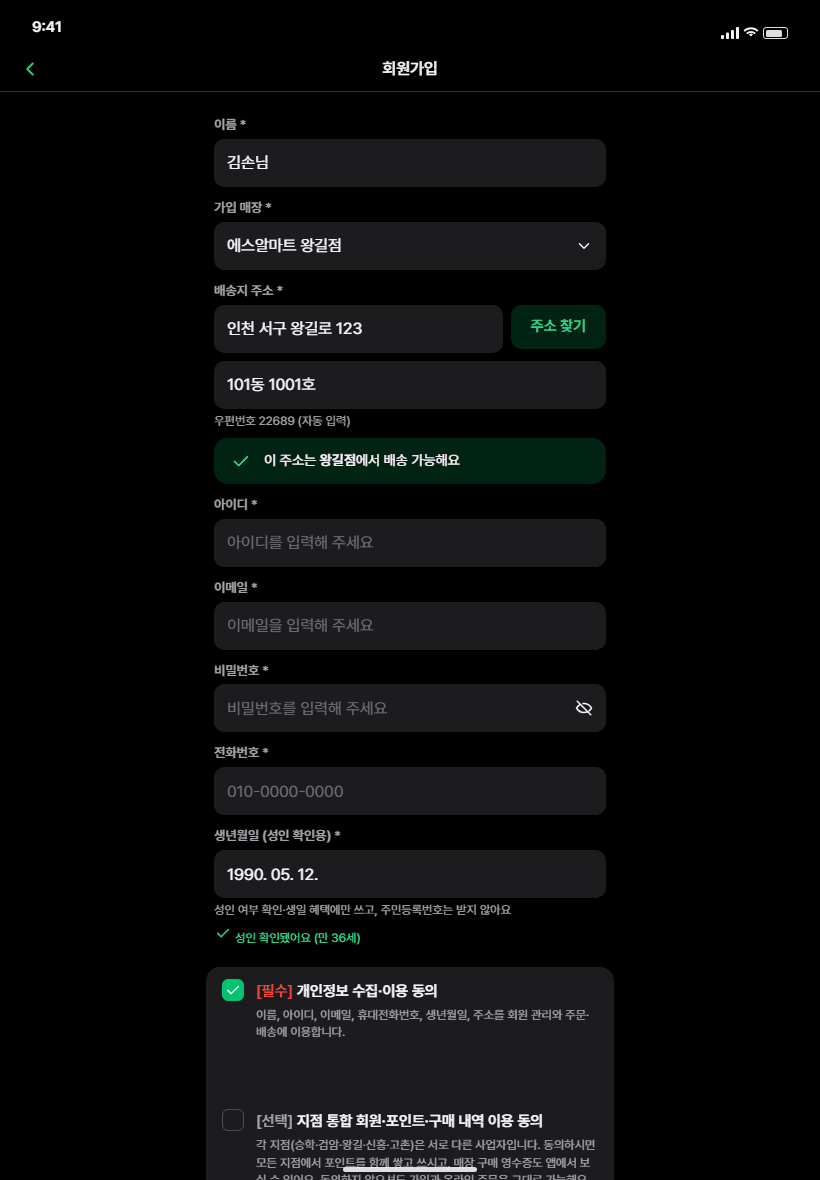 9:41
회원가입
이름 *
김손님
가입 매장 *
에스알마트 왕길점
배송지 주소 *
인천 서구 왕길로 123
주소 찾기
101동 1001호
우편번호 22689 (자동 입력)
이 주소는 왕길점에서 배송 가능해요
아이디 *
아이디를 입력해 주세요
이메일 *
이메일을 입력해 주세요
비밀번호 *
비밀번호를 입력해 주세요
전화번호 *
010-0000-0000
생년월일 (성인 확인용) *
1990. 05. 12.
성인 여부 확인·생일 혜택에만 쓰고, 주민등록번호는 받지 않아요
성인 확인됐어요 (만 36세)
[필수] 개인정보 수집·이용 동의
이름, 아이디, 이메일, 휴대전화번호, 생년월일, 주소를 회원 관리와 주문·
배송에 이용합니다.
[선택] 지점 통합 회원·포인트·구매 내역 이용 동의
각 지점(승학·검암·왕길·신흥·고촌)은 서로 다른 사업자입니다. 동의하시면
모든 지점에서 포인트를 함께 쌓고 쓰시고, 매장 구매 영수증도 앱에서 보